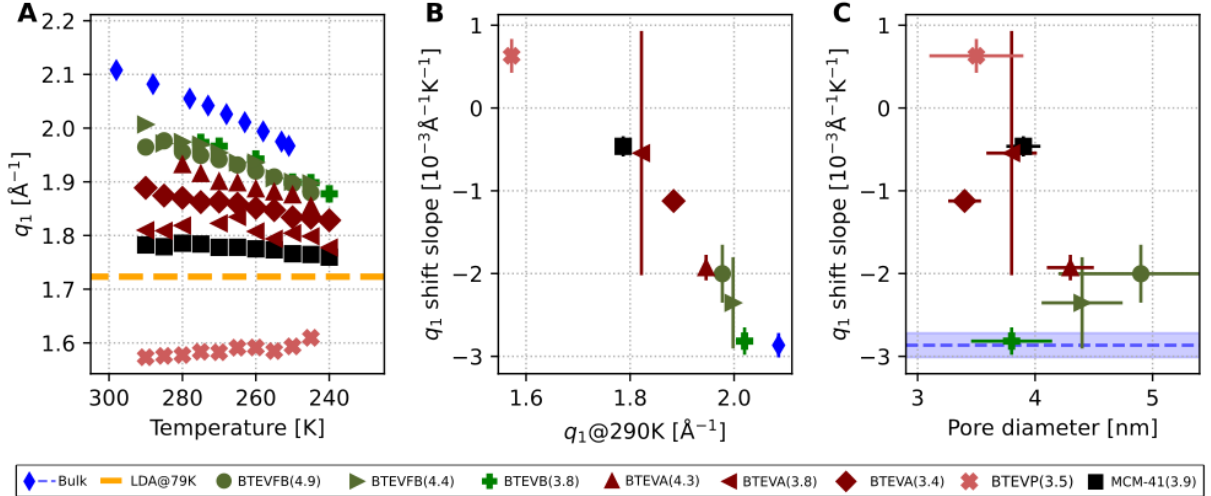 A
B
C
q₁ [Å⁻¹]
2.2
2.1
2.0
1.9
1.8
1.7
1.6
300
280
260
240
Temperature [K]
q₁ shift slope [10⁻³Å⁻¹K⁻¹]
1
0
−1
−2
−3
1.6
1.8
2.0
q₁@290K [Å⁻¹]
q₁ shift slope [10⁻³Å⁻¹K⁻¹]
1
0
−1
−2
−3
3
4
5
Pore diameter [nm]
Bulk LDA@79K BTEVFB(4.9) BTEVFB(4.4) BTEVB(3.8) BTEVA(4.3) BTEVA(3.8) BTEVA(3.4) BTEVP(3.5) MCM-41(3.9)